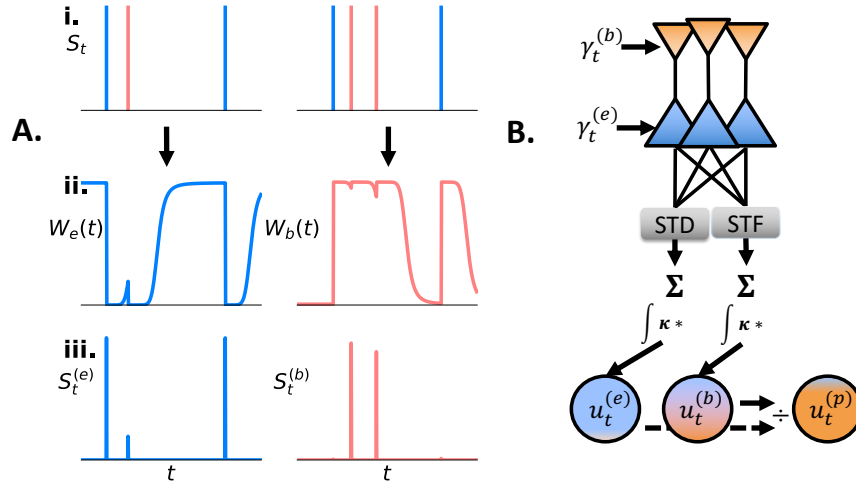 A.
i.
S_t
ii.
W_e(t)
W_b(t)
iii.
S_t^{(e)}
S_t^{(b)}
t
t
B.
γ_t^{(b)}
γ_t^{(e)}
STD STF
Σ Σ
∫ κ * ∫ κ *
u_t^{(e)} u_t^{(b)} ÷ u_t^{(p)}